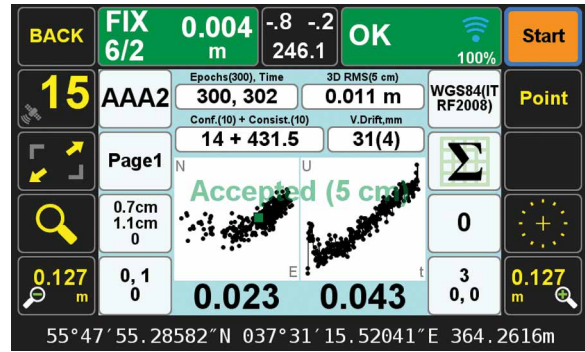 BACK
FIX 0.004
6/2 m
-.8 -.2
246.1
OK
100%
Start
15
AAA2
Epochs(300), Time
300, 302
3D RMS(5 cm)
0.011 m
WGS84(IT
RF2008)
Point
Conf.(10) + Consist.(10)
14 + 431.5
V.Drift,mm
31(4)
Page1
N
U
Accepted (5 cm)
Σ
0.7cm
1.1cm
0
0
E
t
0.127
m
0, 1
0
0.023
0.043
3
0, 0
0.127
m
55°47′55.28582″N 037°31′15.52041″E 364.2616m